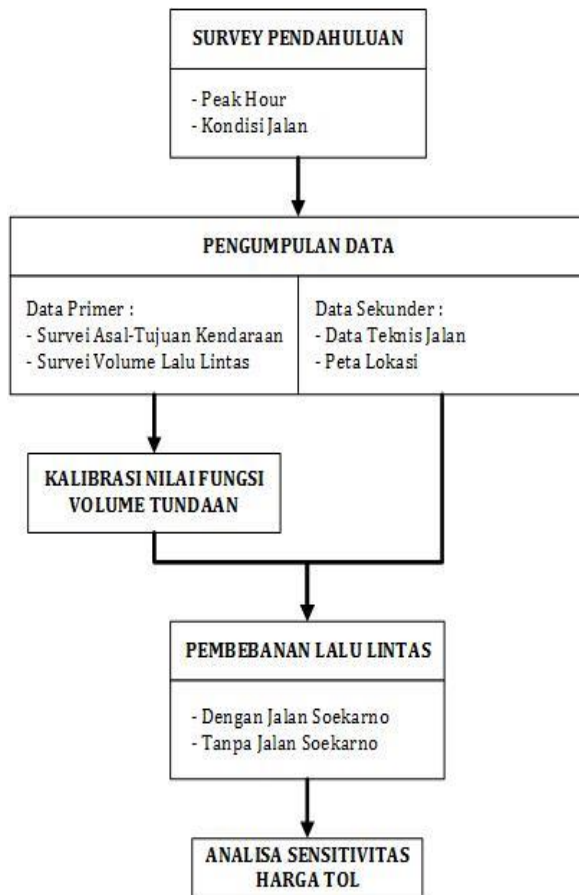 SURVEY PENDAHULUAN
- Peak Hour
- Kondisi Jalan
PENGUMPULAN DATA
Data Primer :
- Survei Asal-Tujuan Kendaraan
- Survei Volume Lalu Lintas
Data Sekunder :
- Data Teknis Jalan
- Peta Lokasi
KALIBRASI NILAI FUNGSI
VOLUME TUNDAAN
PEMBEBANAN LALU LINTAS
- Dengan Jalan Soekarno
- Tanpa Jalan Soekarno
ANALISA SENSITIVITAS
HARGA TOL